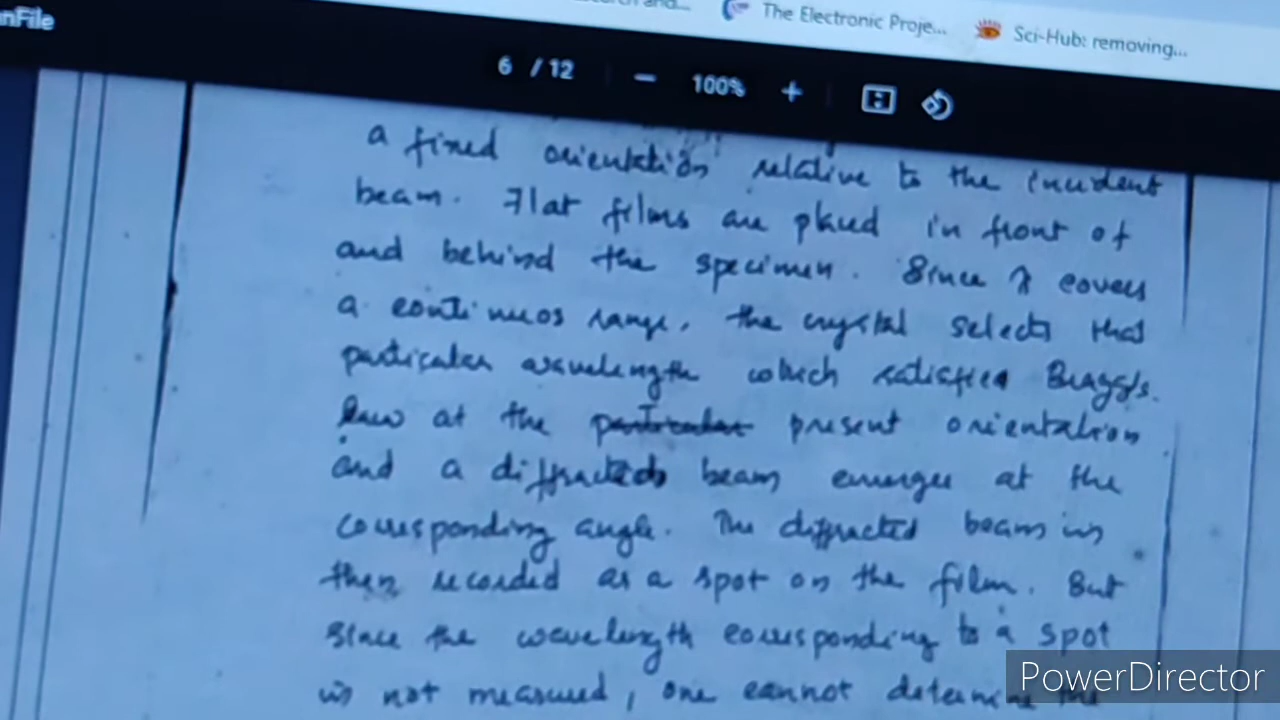 nFile
The Electronic Proje...
Sci-Hub: removing...
6 / 12
100%
a fixed orientation relative to the incident
beam. Flat films are placed in front of
and behind the specimen. Since λ covers
a continuos range, the crystal selects that
particular wavelength which satisfies Bragg's
law at the particular present orientation
and a diffracted beam emerges at the
corresponding angle. The diffracted beam is
then recorded as a spot on the film. But
since the wavelength corresponding to a spot
is not measured, one cannot determine the
PowerDirector